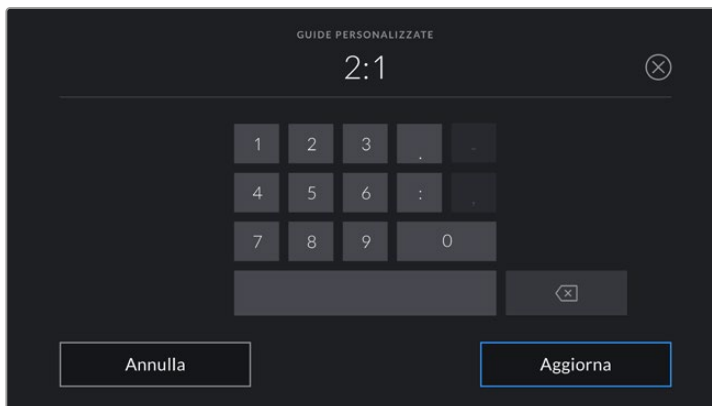 GUIDE PERSONALIZZATE
2:1
1 2 3 . -
4 5 6 : ,
7 8 9 0
Annulla Aggiorna